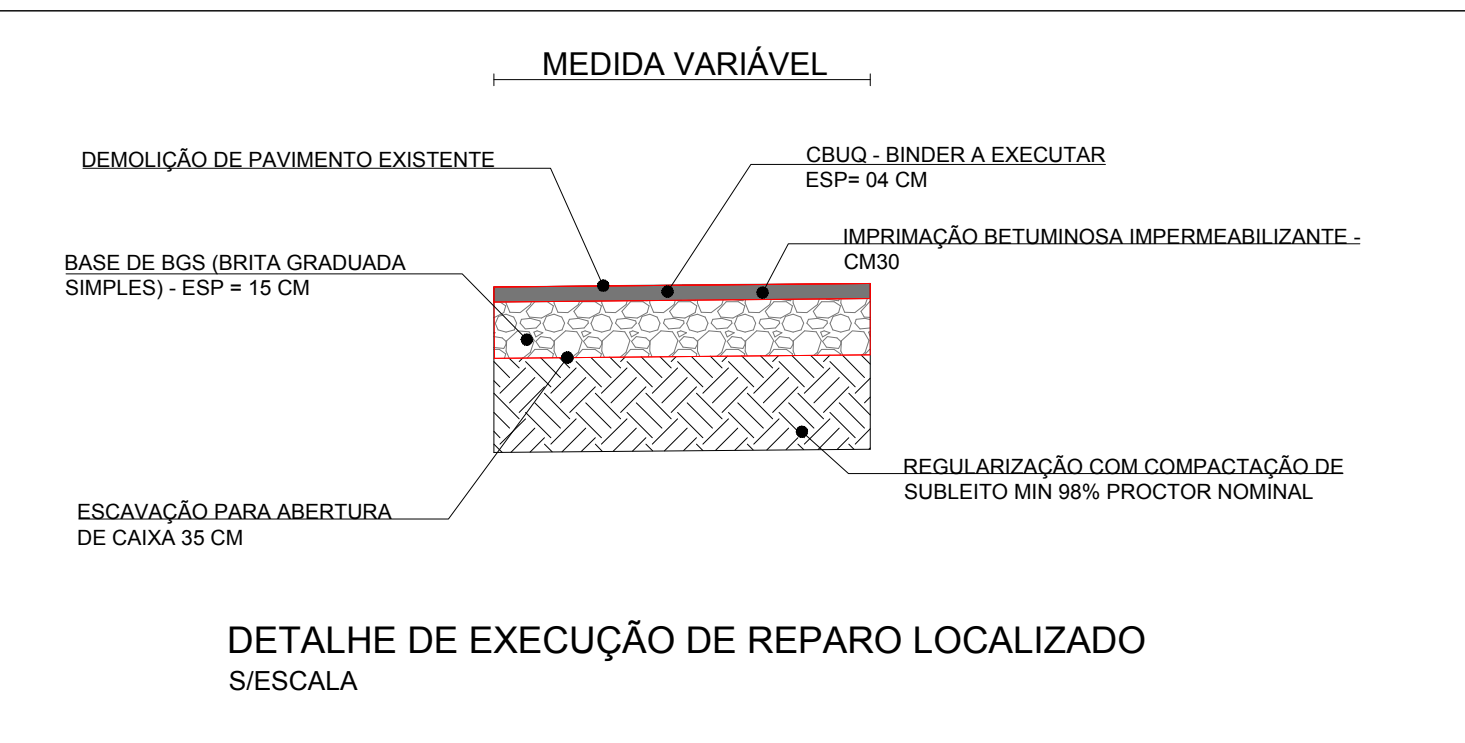 MEDIDA VARIÁVEL
DEMOLIÇÃO DE PAVIMENTO EXISTENTE
CBUQ - BINDER A EXECUTAR
ESP= 04 CM
IMPRIMAÇÃO BETUMINOSA IMPERMEABILIZANTE -
CM30
BASE DE BGS (BRITA GRADUADA
SIMPLES) - ESP = 15 CM
REGULARIZAÇÃO COM COMPACTAÇÃO DE
SUBLEITO MIN 98% PROCTOR NOMINAL
ESCAVAÇÃO PARA ABERTURA
DE CAIXA 35 CM
DETALHE DE EXECUÇÃO DE REPARO LOCALIZADO
S/ESCALA